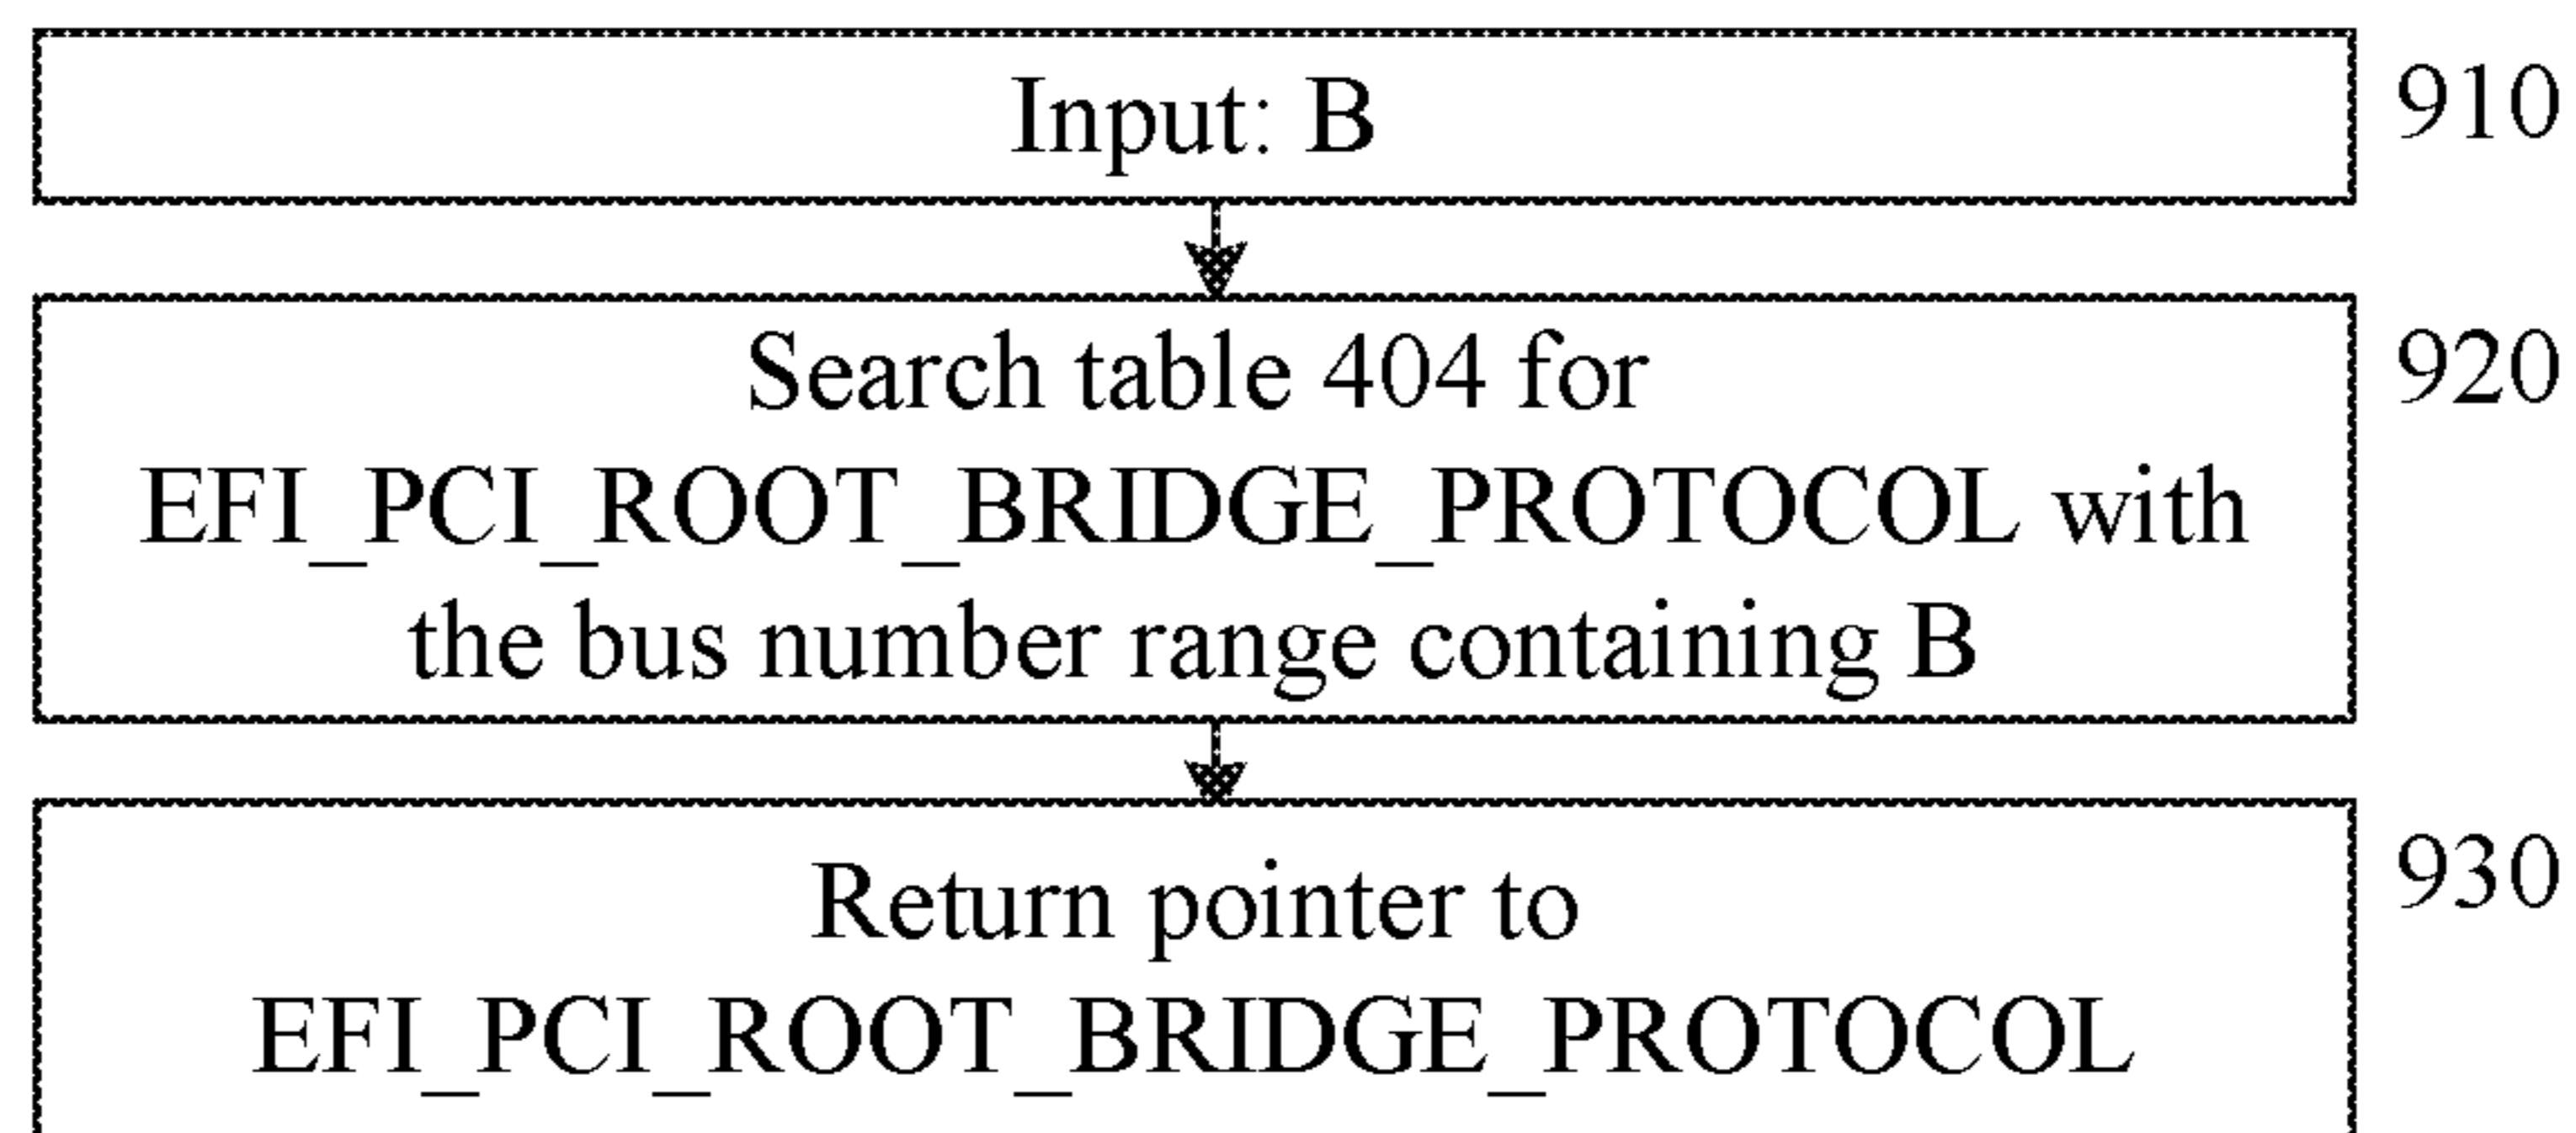 Input: B
910
Search table 404 for
920
EFI_PCI_ROOT_BRIDGE_PROTOCOL with
the bus number range containing B
Return pointer to
930
EFI_PCI_ROOT_BRIDGE_PROTOCOL